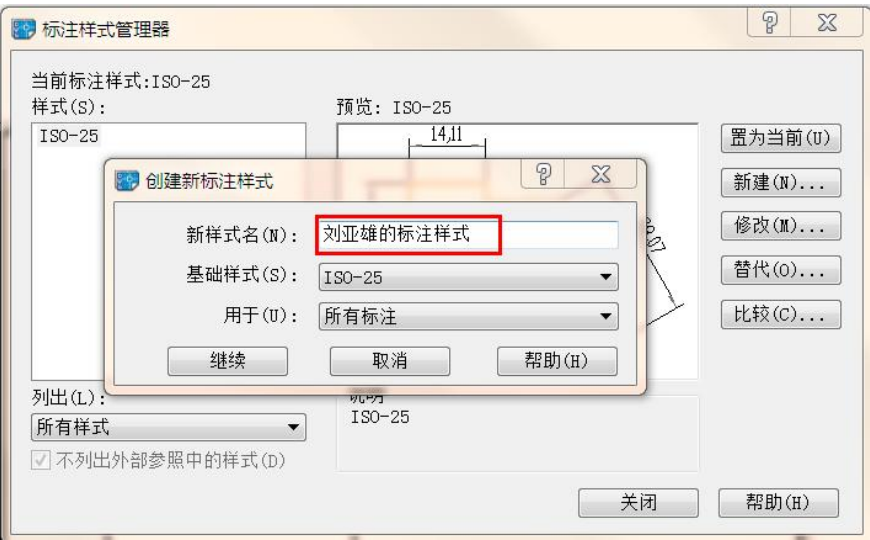 标注样式管理器
当前标注样式:ISO-25
样式(S):
预览: ISO-25
ISO-25
14,11
置为当前(U)
新建(N)...
修改(M)...
替代(O)...
比较(C)...
创建新标注样式
新样式名(N):
刘亚雄的标注样式
基础样式(S):
ISO-25
用于(U):
所有标注
继续
取消
帮助(H)
列出(L):
所有样式
不列出外部参照中的样式(D)
说明
ISO-25
关闭
帮助(H)